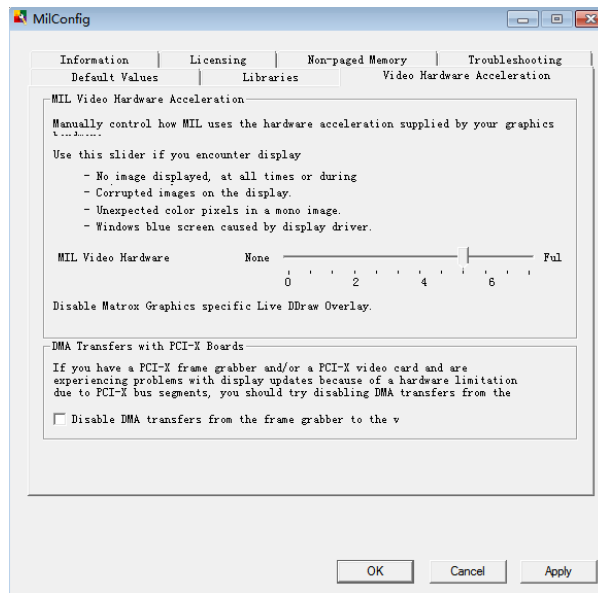 MilConfig
Information Licensing Non-paged Memory Troubleshooting
Default Values Libraries Video Hardware Acceleration
MIL Video Hardware Acceleration
Manually control how MIL uses the hardware acceleration supplied by your graphics
Use this slider if you encounter display
- No image displayed, at all times or during
- Corrupted images on the display.
- Unexpected color pixels in a mono image.
- Windows blue screen caused by display driver.
MIL Video Hardware None Ful
0 2 4 6
Disable Matrox Graphics specific Live DDraw Overlay.
DMA Transfers with PCI-X Boards
If you have a PCI-X frame grabber and/or a PCI-X video card and are
experiencing problems with display updates because of a hardware limitation
due to PCI-X bus segments, you should try disabling DMA transfers from the
Disable DMA transfers from the frame grabber to the v
OK Cancel Apply